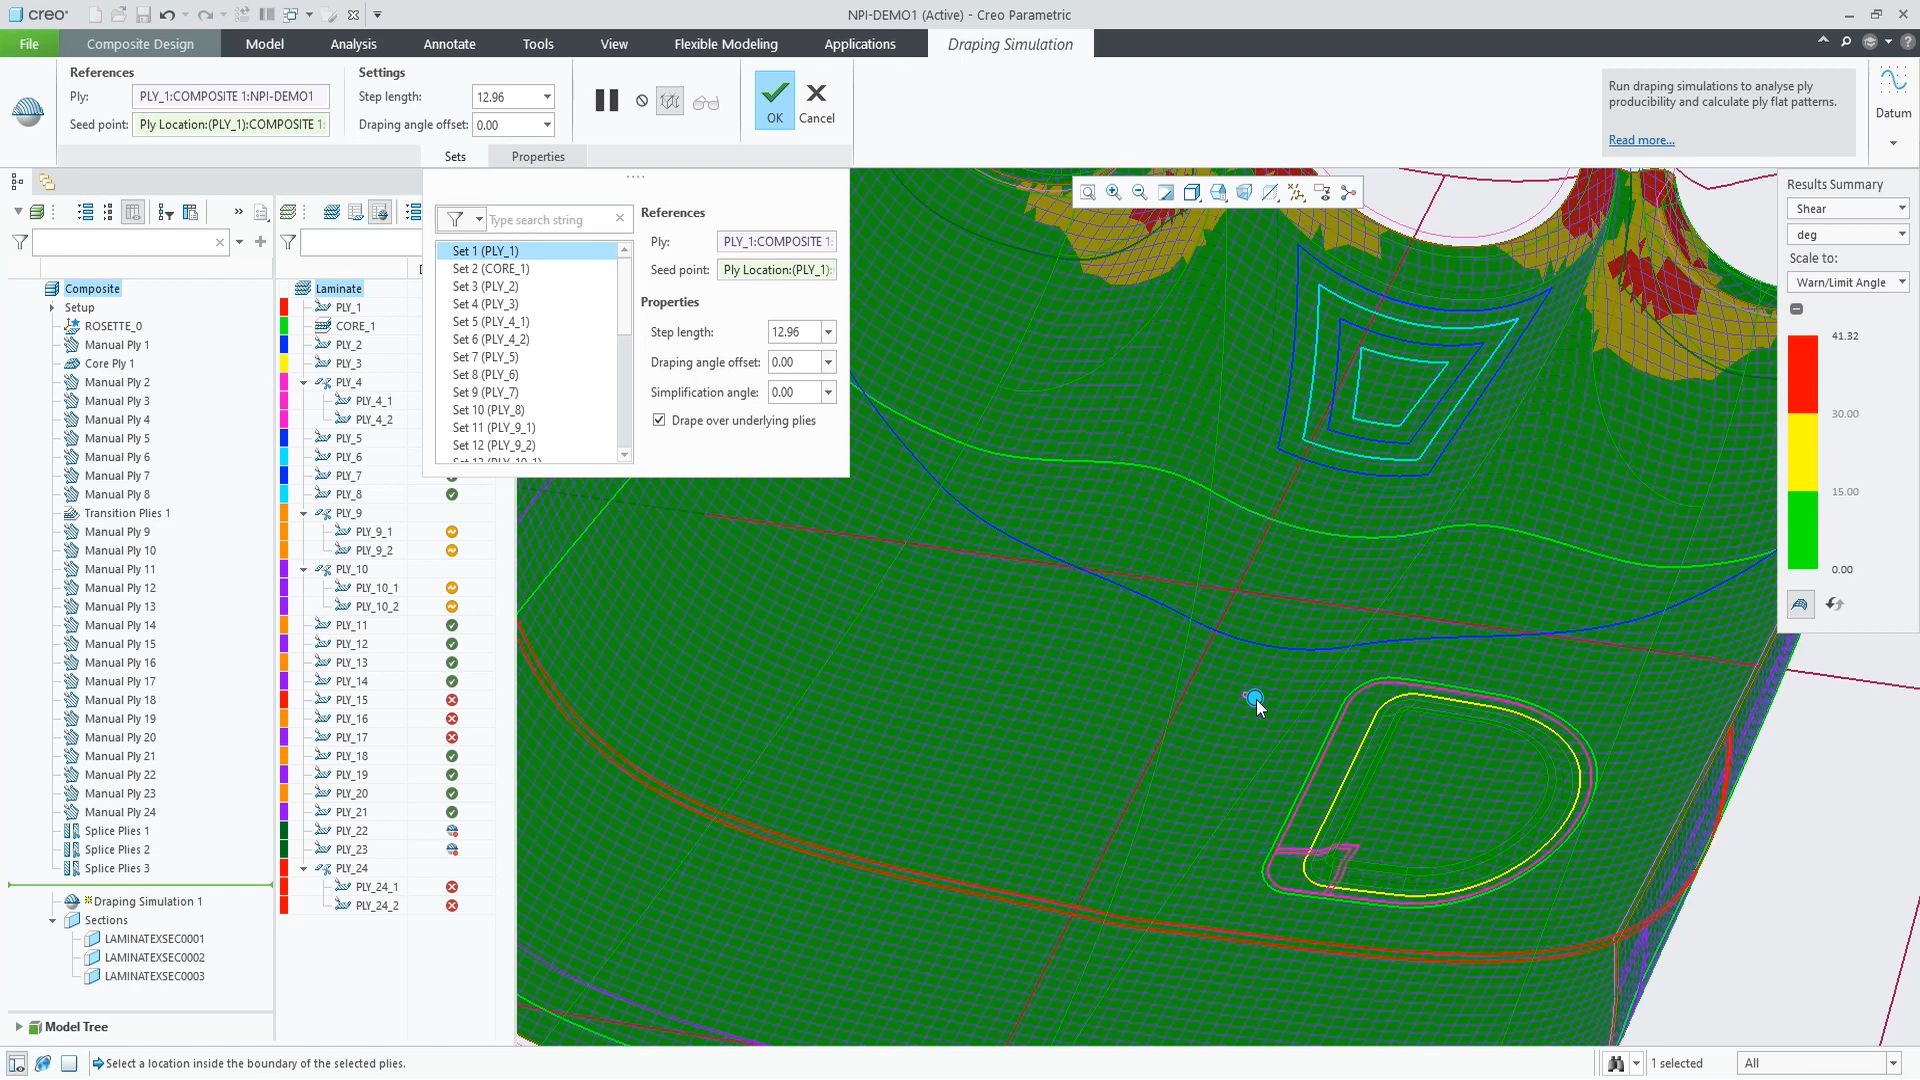 creo
NPI-DEMO1 (Active) - Creo Parametric
File
Composite Design
Model
Analysis
Annotate
Tools
View
Flexible Modeling
Applications
Draping Simulation
References
Ply:
PLY_1:COMPOSITE 1:NPI-DEMO1
Seed point:
Ply Location:(PLY_1):COMPOSITE 1:
Settings
Step length:
12.96
Draping angle offset:
0.00
OK
Cancel
Run draping simulations to analyse ply
producibility and calculate ply flat patterns.
Read more...
Datum
Sets
Properties
Type search string
Set 1 (PLY_1)
Set 2 (CORE_1)
Set 3 (PLY_2)
Set 4 (PLY_3)
Set 5 (PLY_4_1)
Set 6 (PLY_4_2)
Set 7 (PLY_5)
Set 8 (PLY_6)
Set 9 (PLY_7)
Set 10 (PLY_8)
Set 11 (PLY_9_1)
Set 12 (PLY_9_2)
Set 13 (PLY_10_1)
References
Ply:
PLY_1:COMPOSITE 1:
Seed point:
Ply Location:(PLY_1):
Properties
Step length:
12.96
Draping angle offset:
0.00
Simplification angle:
0.00
Drape over underlying plies
Composite
Setup
ROSETTE_0
Manual Ply 1
Core Ply 1
Manual Ply 2
Manual Ply 3
Manual Ply 4
Manual Ply 5
Manual Ply 6
Manual Ply 7
Manual Ply 8
Transition Plies 1
Manual Ply 9
Manual Ply 10
Manual Ply 11
Manual Ply 12
Manual Ply 13
Manual Ply 14
Manual Ply 15
Manual Ply 16
Manual Ply 17
Manual Ply 18
Manual Ply 19
Manual Ply 20
Manual Ply 21
Manual Ply 22
Manual Ply 23
Manual Ply 24
Splice Plies 1
Splice Plies 2
Splice Plies 3
Draping Simulation 1
Sections
LAMINATEXSEC0001
LAMINATEXSEC0002
LAMINATEXSEC0003
Model Tree
Laminate
PLY_1
CORE_1
PLY_2
PLY_3
PLY_4
PLY_4_1
PLY_4_2
PLY_5
PLY_6
PLY_7
PLY_8
PLY_9
PLY_9_1
PLY_9_2
PLY_10
PLY_10_1
PLY_10_2
PLY_11
PLY_12
PLY_13
PLY_14
PLY_15
PLY_16
PLY_17
PLY_18
PLY_19
PLY_20
PLY_21
PLY_22
PLY_23
PLY_24
PLY_24_1
PLY_24_2
Results Summary
Shear
deg
Scale to:
Warn/Limit Angle
41.32
30.00
15.00
0.00
Select a location inside the boundary of the selected plies.
1 selected
All